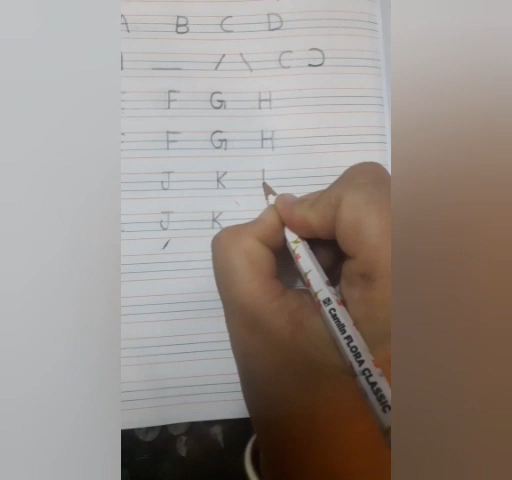 A B C D
| — / \ C Ɔ
F G H
F G H
J K
J K
Camlin FLORA CLASSIC